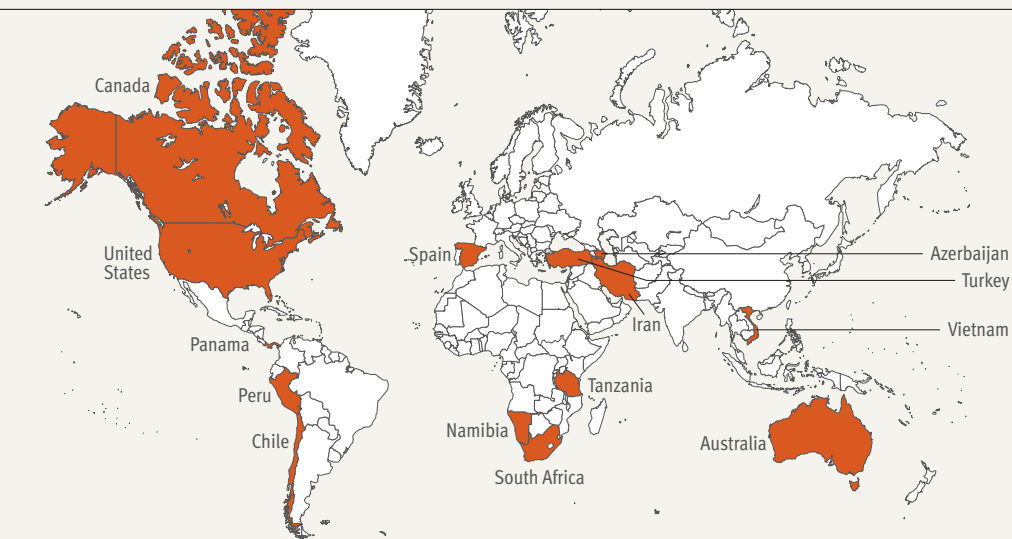 Canada
United
States
Spain
Azerbaijan
Turkey
Iran
Vietnam
Panama
Peru
Tanzania
Chile
Namibia
Australia
South Africa